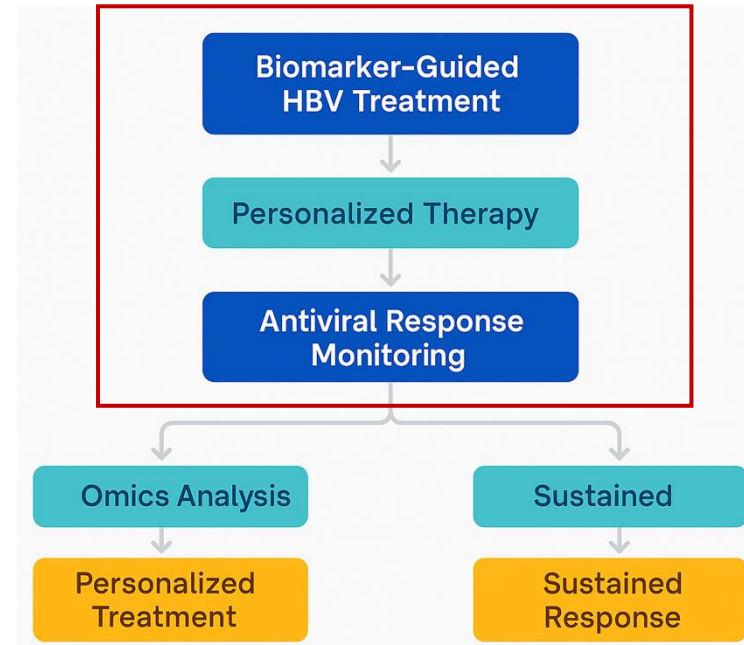 Biomarker-Guided
HBV Treatment
Personalized Therapy
Antiviral Response
Monitoring
Omics Analysis
Sustained
Personalized
Treatment
Sustained
Response